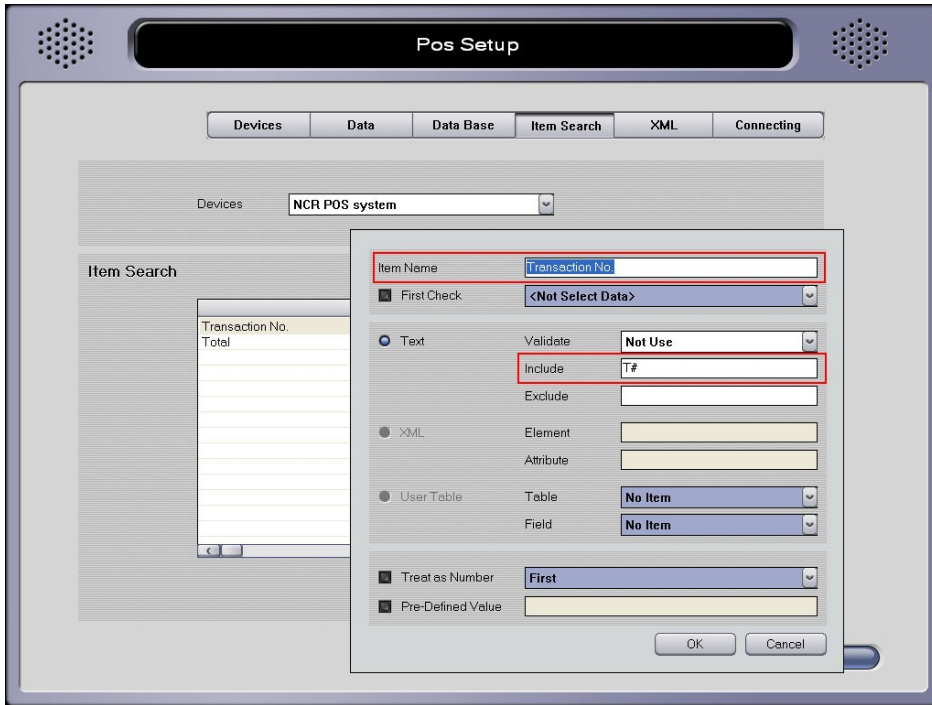 Pos Setup
Devices Data Data Base Item Search XML Connecting
Devices NCR POS system
Item Search
Transaction No.
Total
Item Name Transaction No.
First Check <Not Select Data>
Text Validate Not Use
Include T#
Exclude
XML Element
Attribute
User Table Table No Item
Field No Item
Treat as Number First
Pre-Defined Value
OK Cancel